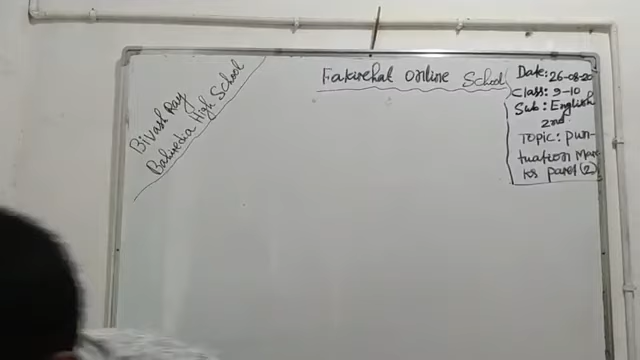 Bivash Ray
Bahirdia High School
Fakirhat online School
Date: 26-08-20
Class: 9-10
Sub: English
2nd
Topic: pun-
tuation Mar
ks part (2)